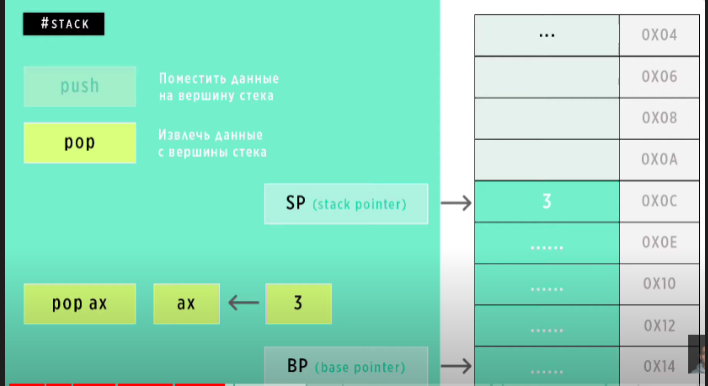 #STACK
push
Поместить данные
на вершину стека
pop
Извлечь данные
с вершины стека
SP (stack pointer)
pop ax
ax
3
BP (base pointer)
... 0X04
0X06
0X08
0X0A
3 0X0C
...... 0X0E
...... 0X10
...... 0X12
...... 0X14